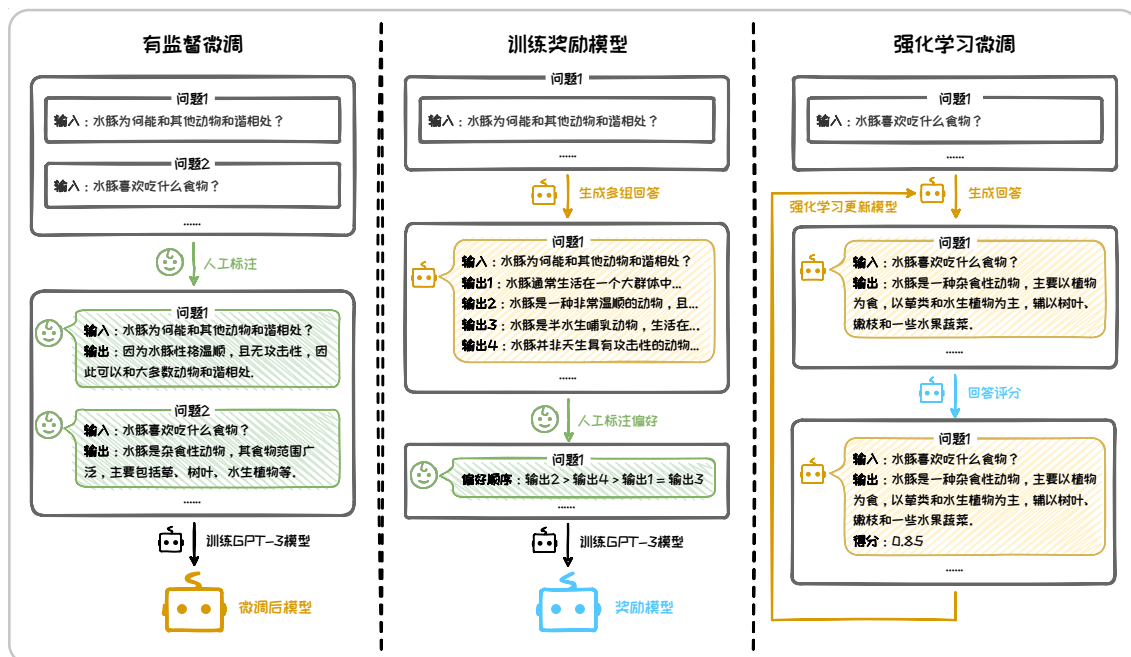 有监督微调
问题1
输入：水豚为何能和其他动物和谐相处？
问题2
输入：水豚喜欢吃什么食物？
......
人工标注
问题1
输入：水豚为何能和其他动物和谐相处？
输出：因为水豚性格温顺，且无攻击性，因
此可以和大多数动物和谐相处.
问题2
输入：水豚喜欢吃什么食物？
输出：水豚是杂食性动物，其食物范围广
泛，主要包括草、树叶、水生植物等.
......
训练GPT-3模型
微调后模型
训练奖励模型
问题1
输入：水豚为何能和其他动物和谐相处？
......
生成多组回答
问题1
输入：水豚为何能和其他动物和谐相处？
输出1：水豚通常生活在一个大群体中...
输出2：水豚是一种非常温顺的动物，且...
输出3：水豚是半水生哺乳动物，生活在...
输出4：水豚并非天生具有攻击性的动物...
......
人工标注偏好
问题1
偏好顺序：输出2 > 输出4 > 输出1 = 输出3
......
训练GPT-3模型
奖励模型
强化学习微调
问题1
输入：水豚喜欢吃什么食物？
......
强化学习更新模型
生成回答
问题1
输入：水豚喜欢吃什么食物？
输出：水豚是一种杂食性动物，主要以植物
为食，以草类和水生植物为主，辅以树叶、
嫩枝和一些水果蔬菜.
......
回答评分
问题1
输入：水豚喜欢吃什么食物？
输出：水豚是一种杂食性动物，主要以植物
为食，以草类和水生植物为主，辅以树叶、
嫩枝和一些水果蔬菜.
得分：0.85
......